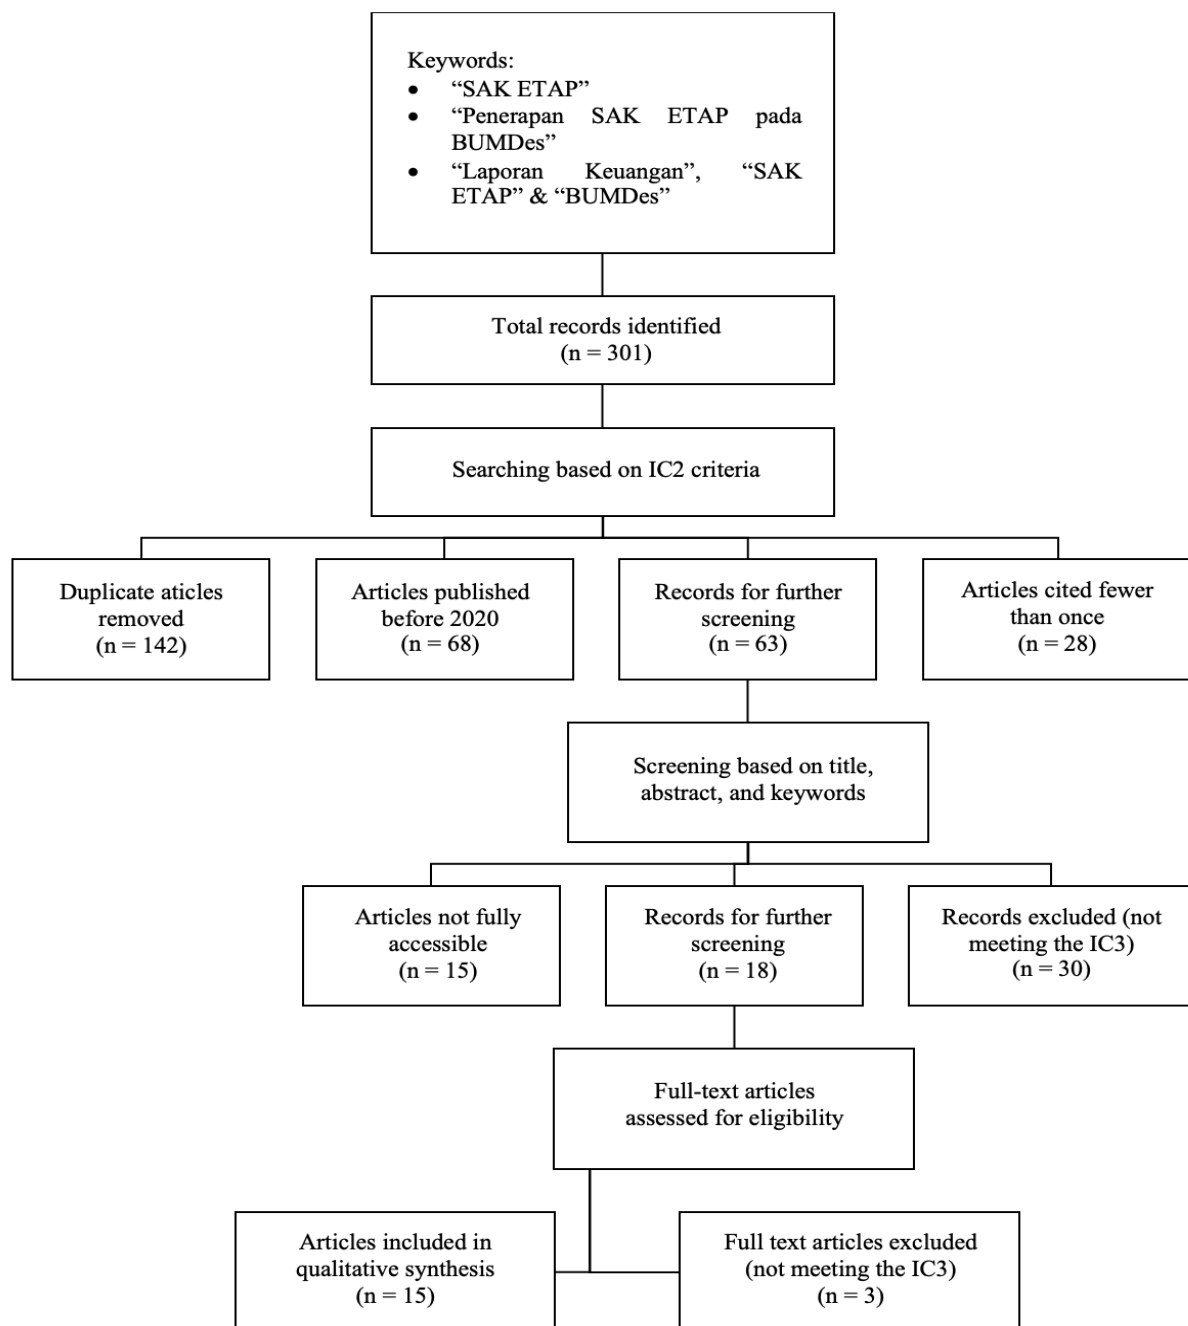 Keywords:
• “SAK ETAP”
• “Penerapan SAK ETAP pada
BUMDes”
• “Laporan Keuangan”, “SAK
ETAP” & “BUMDes”
Total records identified
(n = 301)
Searching based on IC2 criteria
Duplicate aticles
removed
(n = 142)
Articles published
before 2020
(n = 68)
Records for further
screening
(n = 63)
Articles cited fewer
than once
(n = 28)
Screening based on title,
abstract, and keywords
Articles not fully
accessible
(n = 15)
Records for further
screening
(n = 18)
Records excluded (not
meeting the IC3)
(n = 30)
Full-text articles
assessed for eligibility
Articles included in
qualitative synthesis
(n = 15)
Full text articles excluded
(not meeting the IC3)
(n = 3)